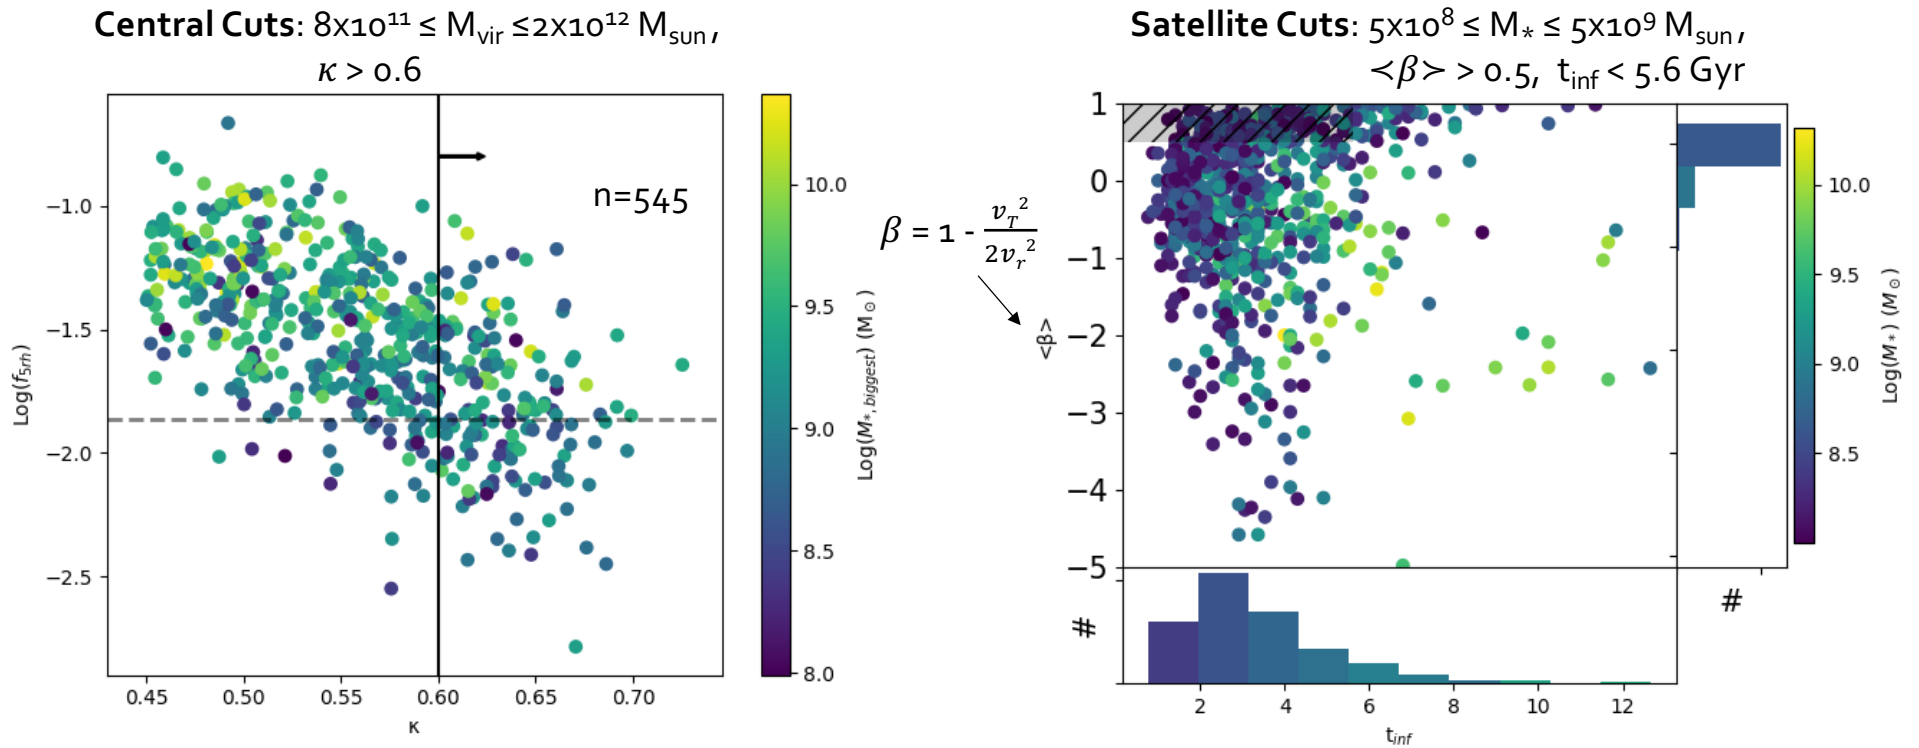 Central Cuts: 8x10¹¹ ≤ Mvir ≤2x10¹² Msun,
κ > 0.6
Satellite Cuts: 5x10⁸ ≤ M* ≤ 5x10⁹ Msun,
<β> > 0.5, tinf < 5.6 Gyr
n=545
−1.0
−1.5
−2.0
−2.5
Log(f5rh)
0.45 0.50 0.55 0.60 0.65 0.70
κ
10.0
9.5
9.0
8.5
8.0
Log(M*,biggest) (M⊙)
β = 1 - vT² / 2vr²
<β>
1
0
−1
−2
−3
−4
−5
#
#
2 4 6 8 10 12
tinf
10.0
9.5
9.0
8.5
Log(M*) (M⊙)